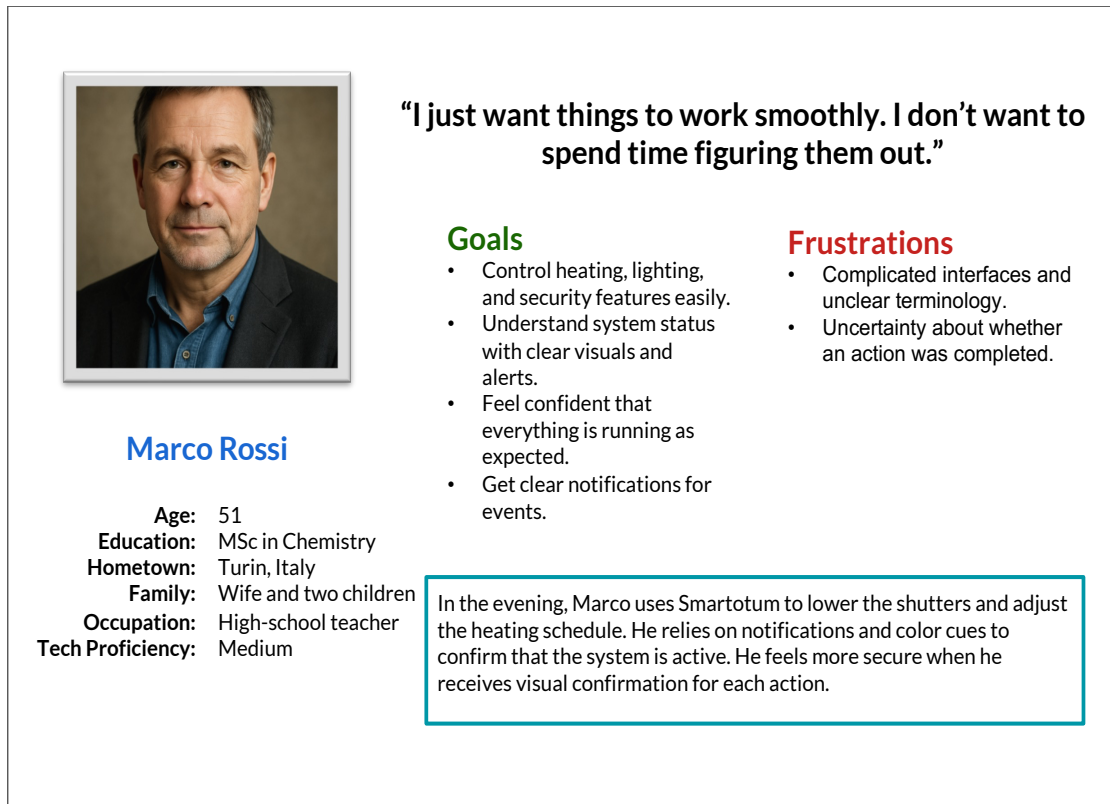 “I just want things to work smoothly. I don’t want to
spend time figuring them out.”
Goals
• Control heating, lighting,
and security features easily.
• Understand system status
with clear visuals and
alerts.
• Feel confident that
everything is running as
expected.
• Get clear notifications for
events.
Frustrations
• Complicated interfaces and
unclear terminology.
• Uncertainty about whether
an action was completed.
Marco Rossi
Age: 51
Education: MSc in Chemistry
Hometown: Turin, Italy
Family: Wife and two children
Occupation: High-school teacher
Tech Proficiency: Medium
In the evening, Marco uses Smartotum to lower the shutters and adjust
the heating schedule. He relies on notifications and color cues to
confirm that the system is active. He feels more secure when he
receives visual confirmation for each action.